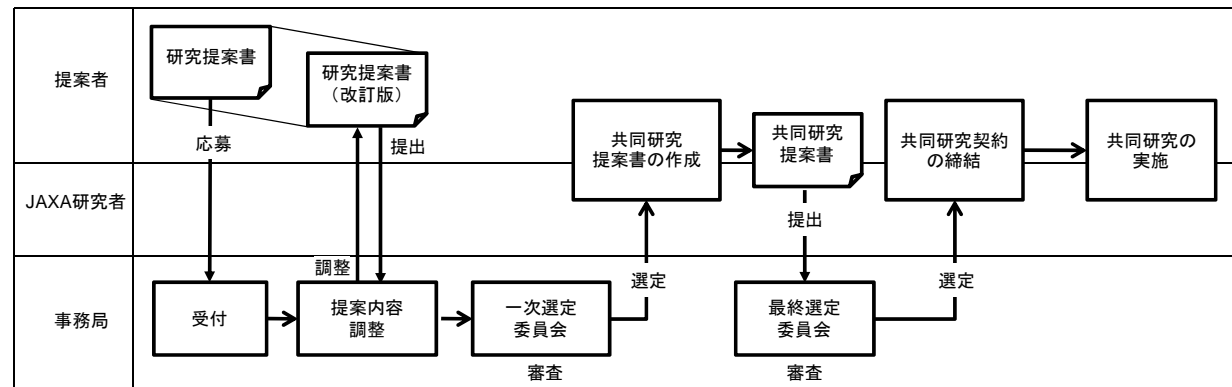 提案者
研究提案書
研究提案書
（改訂版）
応募
提出
共同研究
提案書の作成
共同研究
提案書
共同研究契約
の締結
共同研究の
実施
JAXA研究者
提出
調整
選定
選定
事務局
受付
提案内容
調整
一次選定
委員会
審査
最終選定
委員会
審査